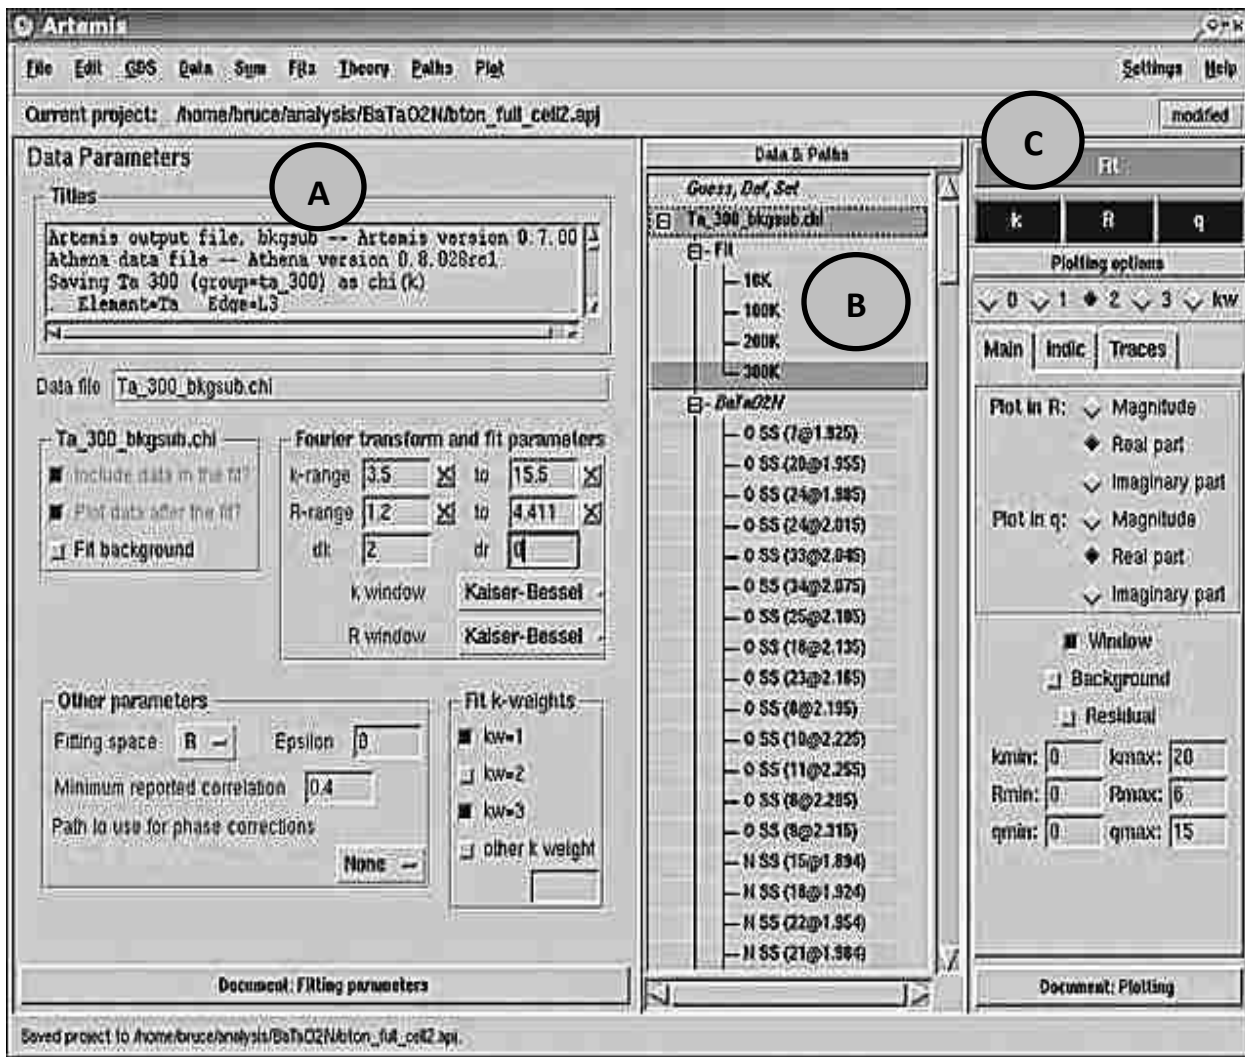 Artemis
File Edit GDS Data Sum Fits Theory Paths Plot Settings Help
Current project: /home/bruce/analysis/BaTaO2N/bton_full_cell2.apj modified
Data Parameters
A
Titles
Artemis output file, bkgsub -- Artemis version 0.7.00
Athena data file -- Athena version 0.8.028rc1
Saving Ta 300 (group=ta_300) as chi(k)
. Element=Ta Edge=L3
Data file Ta_300_bkgsub.chi
Ta_300_bkgsub.chi
Include data in the fit?
Plot data after the fit?
Fit background
Fourier transform and fit parameters
k-range 3.5 to 15.5
R-range 1.2 to 4.411
dk 2 dr 0
k window Kaiser-Bessel
R window Kaiser-Bessel
Other parameters
Fitting space R Epsilon 0
Minimum reported correlation 0.4
Path to use for phase corrections
None
Fit k-weights
kw=1
kw=2
kw=3
other k weight
Document: Fitting parameters
Data & Paths
Guess, Def, Set
Ta_300_bkgsub.chi
Fit
10K
100K
200K
300K
B
BaTaO2N
O SS (7@1.925)
O SS (20@1.955)
O SS (24@1.985)
O SS (24@2.015)
O SS (33@2.045)
O SS (34@2.075)
O SS (25@2.105)
O SS (16@2.135)
O SS (23@2.165)
O SS (8@2.195)
O SS (10@2.225)
O SS (11@2.255)
O SS (8@2.285)
O SS (9@2.315)
N SS (15@1.894)
N SS (18@1.924)
N SS (22@1.954)
N SS (21@1.984)
C
Fit
k R q
Plotting options
0 1 2 3 kw
Main Indic Traces
Plot in R: Magnitude
Real part
Imaginary part
Plot in q: Magnitude
Real part
Imaginary part
Window
Background
Residual
kmin: 0 kmax: 20
Rmin: 0 Rmax: 6
qmin: 0 qmax: 15
Document: Plotting
Saved project to /home/bruce/analysis/BaTaO2N/bton_full_cell2.apj.